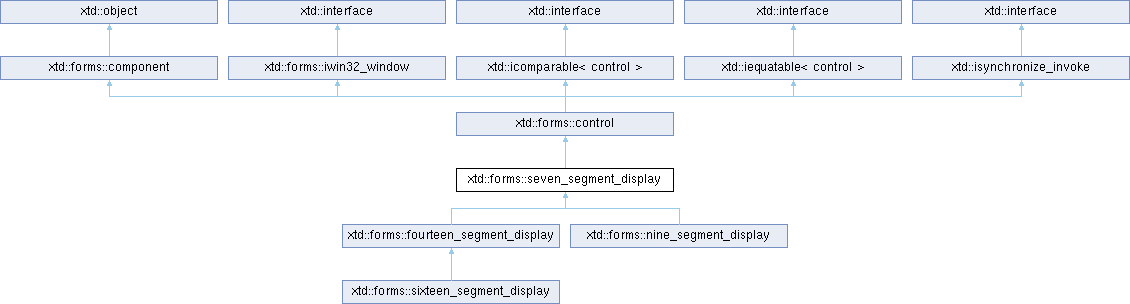 xtd::object
xtd::interface
xtd::interface
xtd::interface
xtd::interface
xtd::forms::component
xtd::forms::iwin32_window
xtd::icomparable< control >
xtd::iequatable< control >
xtd::isynchronize_invoke
xtd::forms::control
xtd::forms::seven_segment_display
xtd::forms::fourteen_segment_display
xtd::forms::nine_segment_display
xtd::forms::sixteen_segment_display